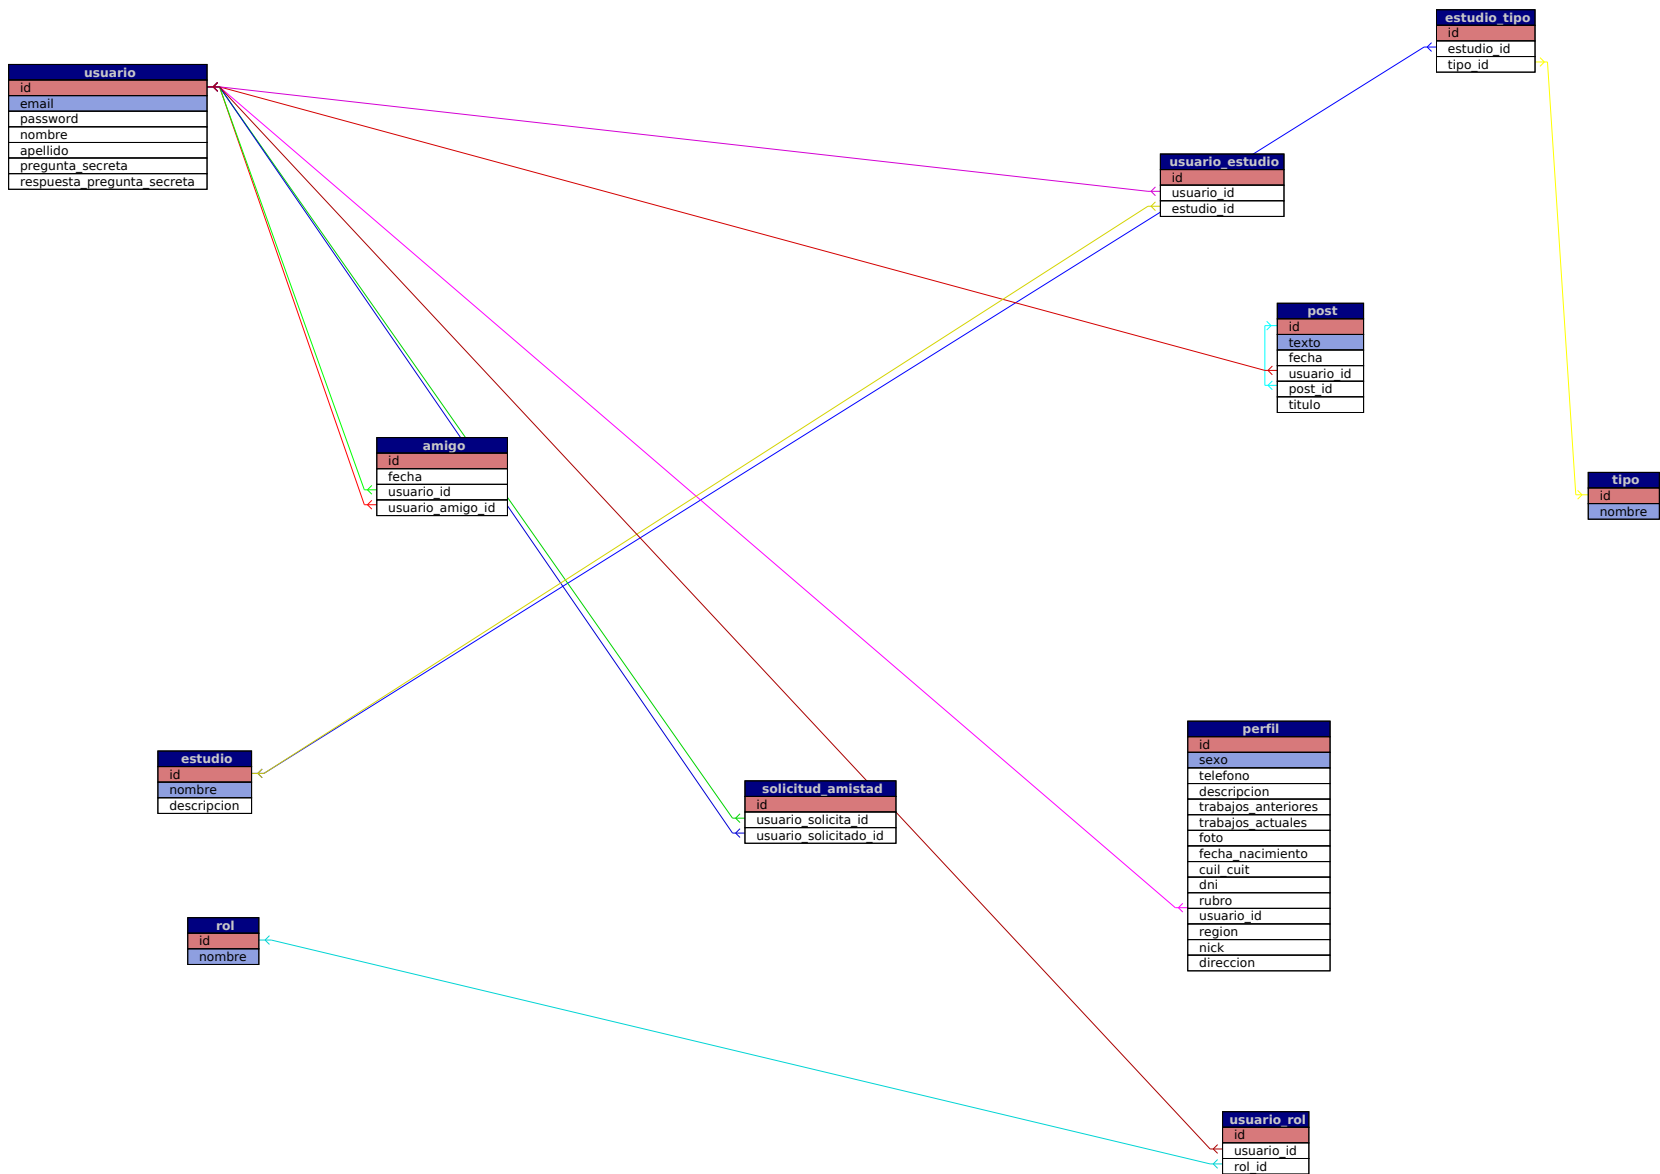 estudio_tipo
id
estudio_id
tipo_id
usuario
id
email
password
nombre
apellido
pregunta_secreta
respuesta_pregunta_secreta
usuario_estudio
id
usuario_id
estudio_id
post
id
texto
fecha
usuario_id
post_id
titulo
amigo
id
fecha
usuario_id
usuario_amigo_id
tipo
id
nombre
perfil
id
sexo
telefono
descripcion
trabajos_anteriores
trabajos_actuales
foto
fecha_nacimiento
cuil_cuit
dni
rubro
usuario_id
region
nick
direccion
estudio
id
nombre
descripcion
solicitud_amistad
id
usuario_solicita_id
usuario_solicitado_id
rol
id
nombre
usuario_rol
id
usuario_id
rol_id